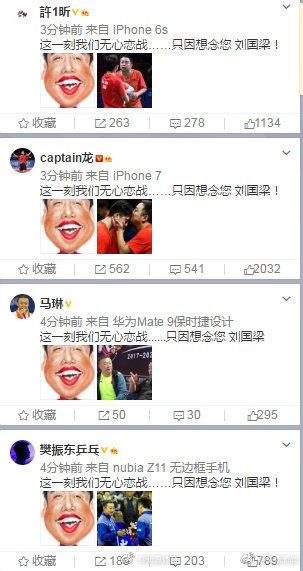 許1昕
3分钟前 来自 iPhone 6s
这一刻我们无心恋战……只因想念您 刘国梁！
收藏 263 278 1134
captain龙
3分钟前 来自 iPhone 7
这一刻我们无心恋战……只因想念您 刘国梁！
收藏 562 541 2032
马琳
4分钟前 来自 华为Mate 9保时捷设计
这一刻我们无心恋战......只因想念您 刘国梁
2017-202
收藏 50 30 295
樊振东乒乓
4分钟前 来自 nubia Z11 无边框手机
这一刻我们无心恋战……只因想念您 刘国梁！
收藏 203 789